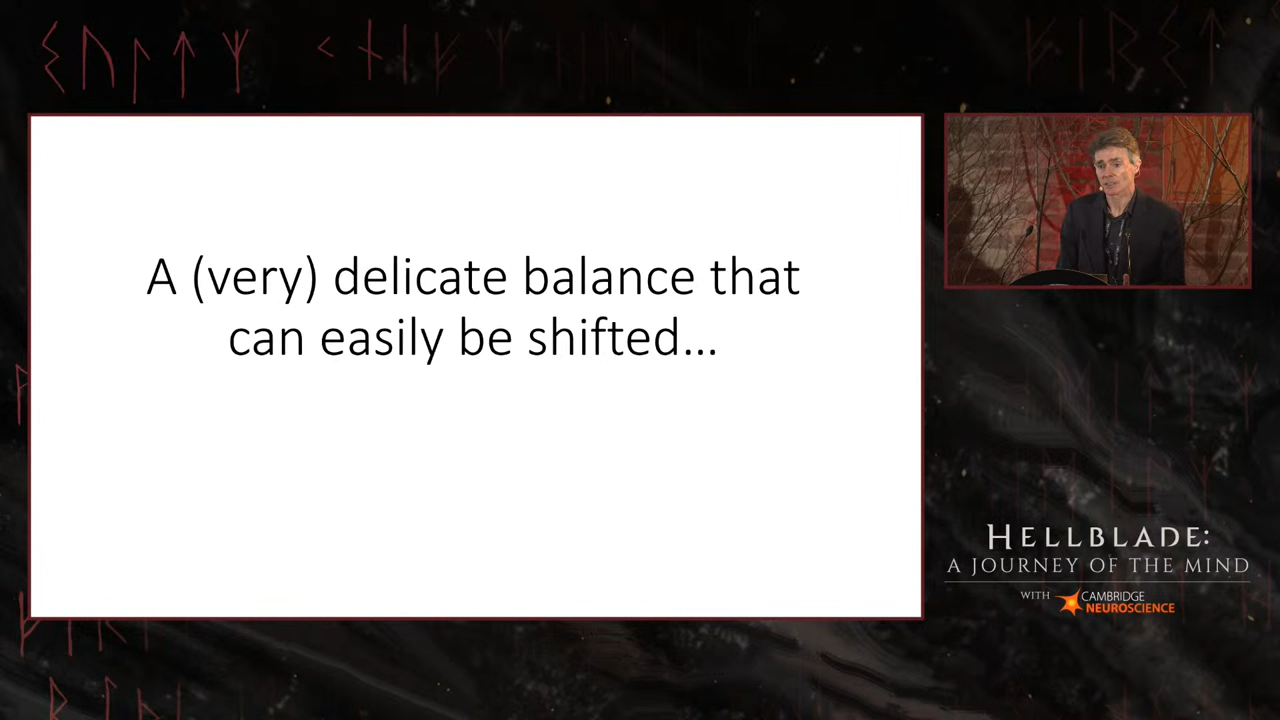 A (very) delicate balance that
can easily be shifted…
HELLBLADE:
A JOURNEY OF THE MIND
WITH CAMBRIDGE
NEUROSCIENCE